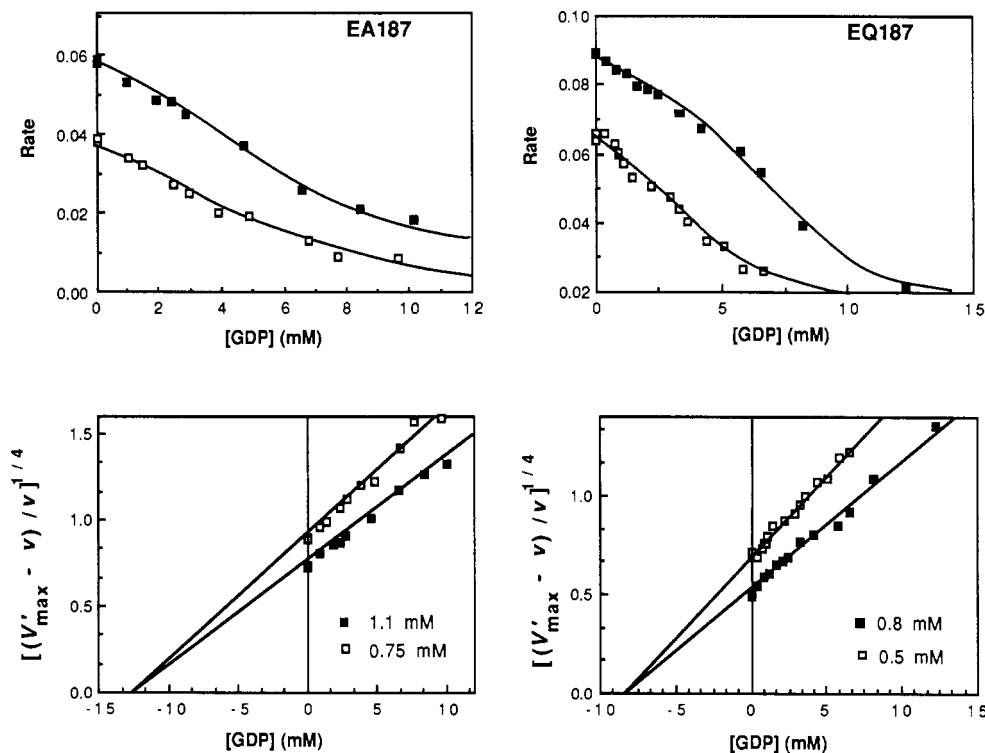 EA187
0.06
0.04
0.02
0.00
Rate
0 2 4 6 8 10 12
[GDP] (mM)
EQ187
0.10
0.08
0.06
0.04
0.02
Rate
0 5 10 15
[GDP] (mM)
1.5
1.0
0.5
0.0
[(V'max - v) / v]1/4
1.1 mM
0.75 mM
-15 -10 -5 0 5 10
[GDP] (mM)
1.0
0.5
0.0
[(V'max - v) / v]1/4
0.8 mM
0.5 mM
-10 -5 0 5 10 15
[GDP] (mM)